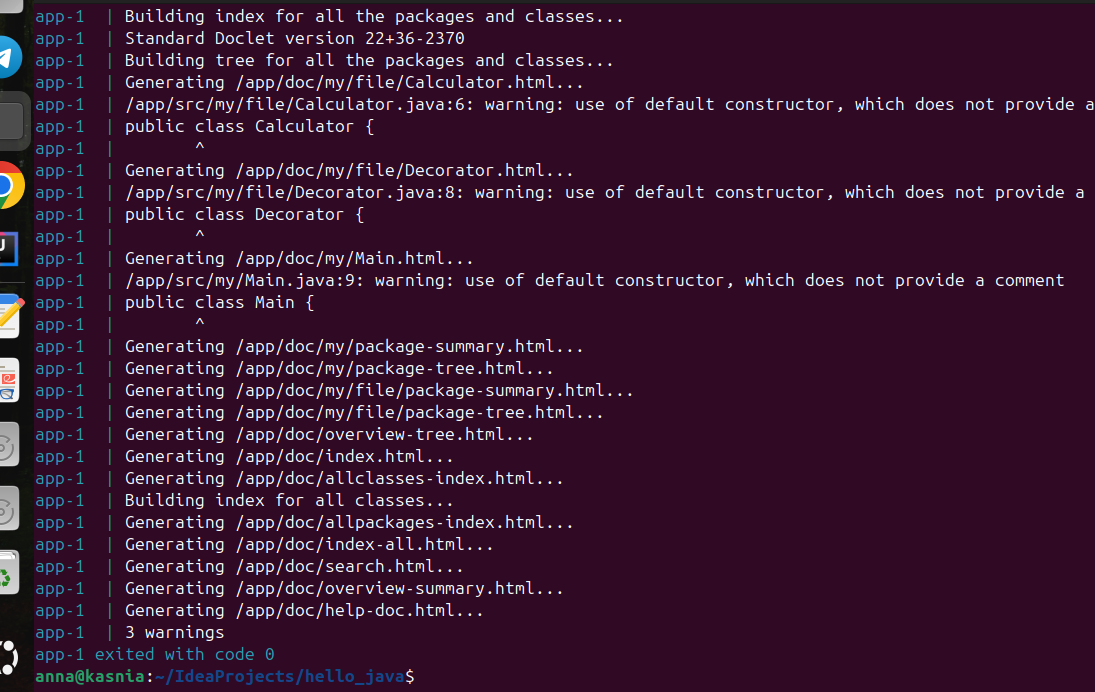 app-1  | Building index for all the packages and classes...
app-1  | Standard Doclet version 22+36-2370
app-1  | Building tree for all the packages and classes...
app-1  | Generating /app/doc/my/file/Calculator.html...
app-1  | /app/src/my/file/Calculator.java:6: warning: use of default constructor, which does not provide a
app-1  | public class Calculator {
app-1  |        ^
app-1  | Generating /app/doc/my/file/Decorator.html...
app-1  | /app/src/my/file/Decorator.java:8: warning: use of default constructor, which does not provide a
app-1  | public class Decorator {
app-1  |        ^
app-1  | Generating /app/doc/my/Main.html...
app-1  | /app/src/my/Main.java:9: warning: use of default constructor, which does not provide a comment
app-1  | public class Main {
app-1  |        ^
app-1  | Generating /app/doc/my/package-summary.html...
app-1  | Generating /app/doc/my/package-tree.html...
app-1  | Generating /app/doc/my/file/package-summary.html...
app-1  | Generating /app/doc/my/file/package-tree.html...
app-1  | Generating /app/doc/overview-tree.html...
app-1  | Generating /app/doc/index.html...
app-1  | Generating /app/doc/allclasses-index.html...
app-1  | Building index for all classes...
app-1  | Generating /app/doc/allpackages-index.html...
app-1  | Generating /app/doc/index-all.html...
app-1  | Generating /app/doc/search.html...
app-1  | Generating /app/doc/overview-summary.html...
app-1  | Generating /app/doc/help-doc.html...
app-1  | 3 warnings
app-1 exited with code 0
anna@kasnia:~/IdeaProjects/hello_java$